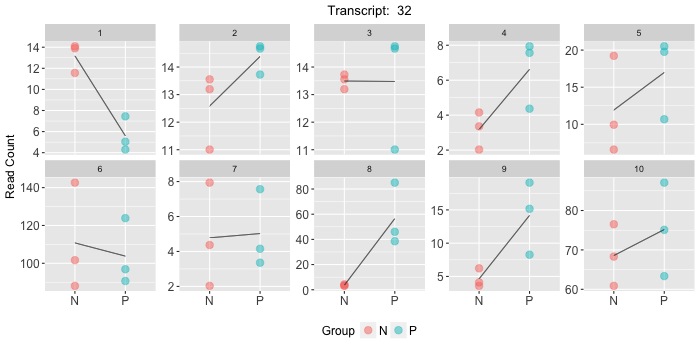 Transcript: 32
1 2 3 4 5
14 12 10 8 6 4
14 13 12 11
14 13 12 11
8 6 4 2
20 15 10
Read Count
6 7 8 9 10
140 120 100
8 6 4 2
80 60 40 20 0
15 10 5
80 70 60
N P N P N P N P N P
Group N P